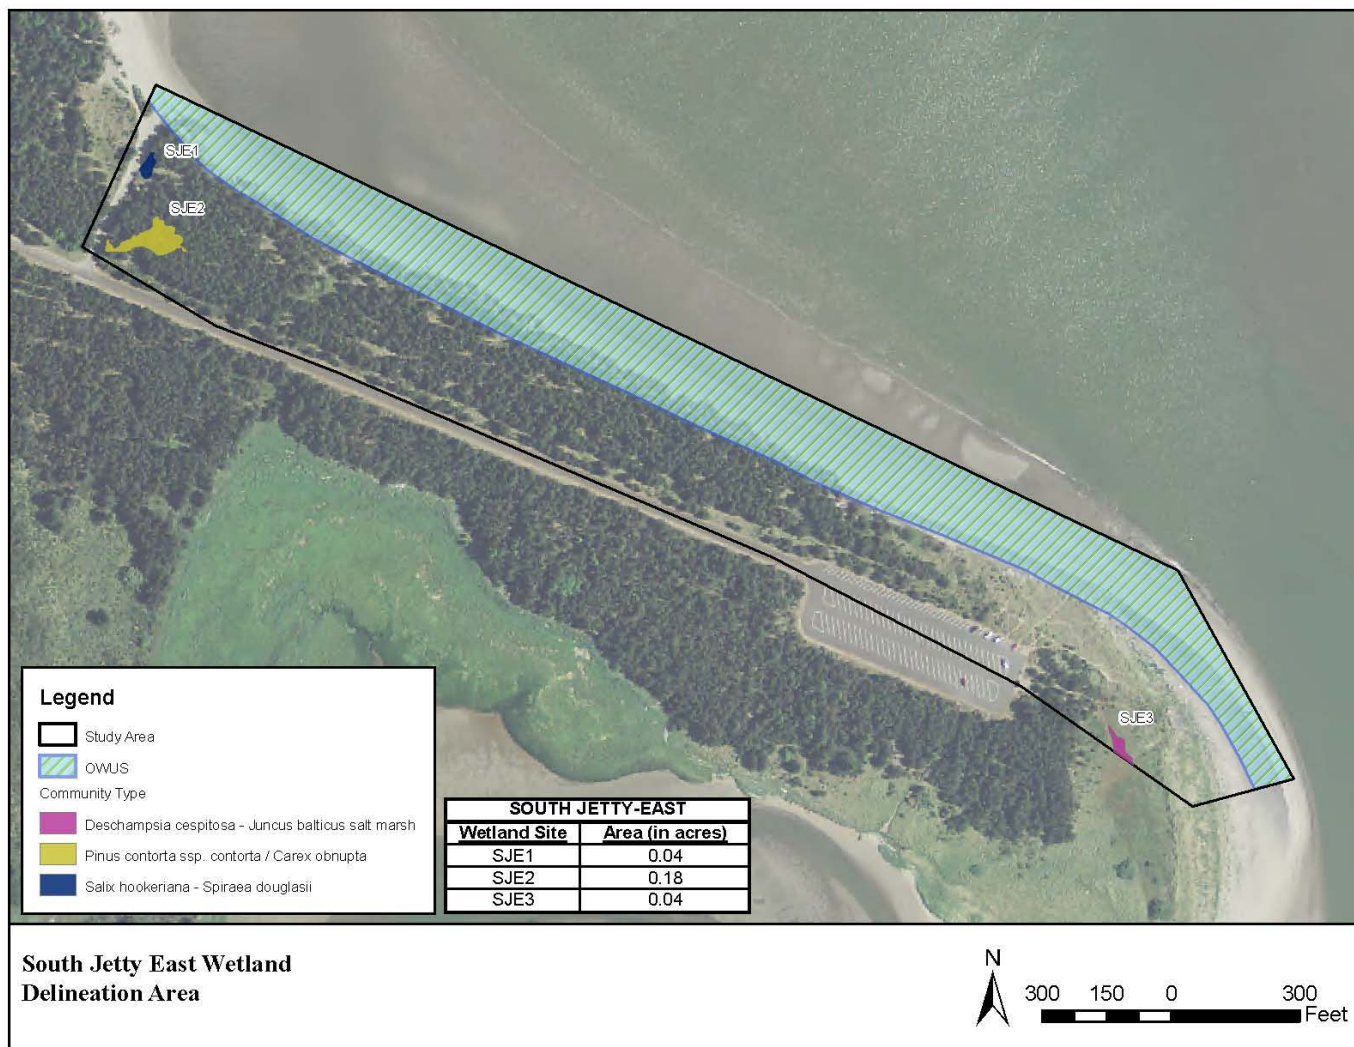 SJE1
SJE2
SJE3
Legend
Study Area
OWUS
Community Type
Deschampsia cespitosa - Juncus balticus salt marsh
Pinus contorta ssp. contorta / Carex obnupta
Salix hookeriana - Spiraea douglasii
SOUTH JETTY-EAST
Wetland Site Area (in acres)
SJE1 0.04
SJE2 0.18
SJE3 0.04
South Jetty East Wetland
Delineation Area
N
300 150 0 300
Feet